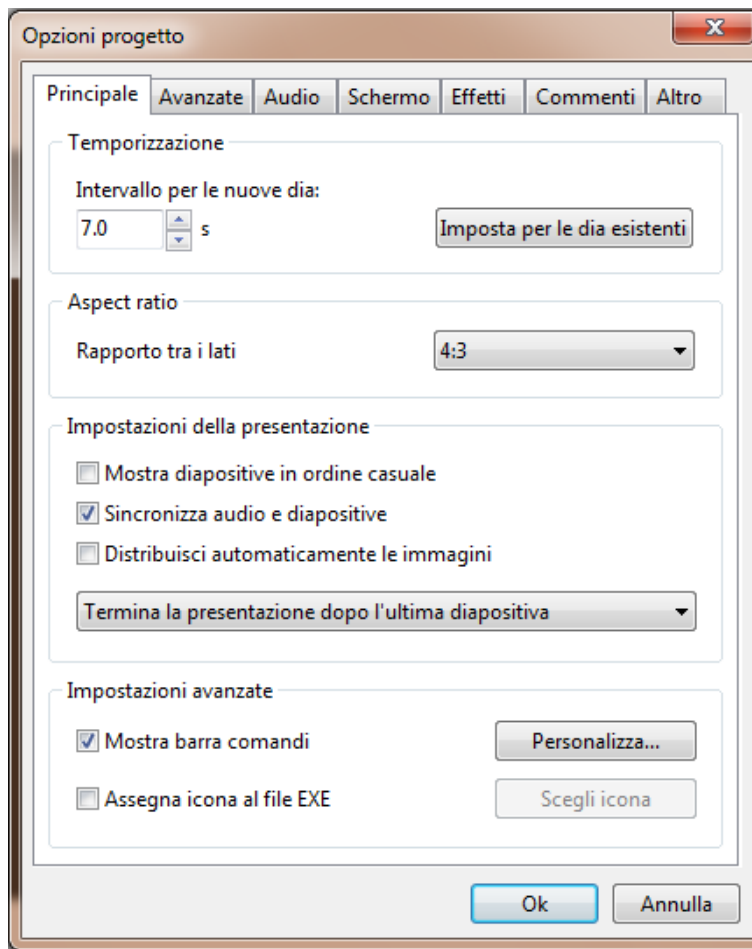 Opzioni progetto
Principale Avanzate Audio Schermo Effetti Commenti Altro
Temporizzazione
Intervallo per le nuove dia:
7.0 s Imposta per le dia esistenti
Aspect ratio
Rapporto tra i lati 4:3
Impostazioni della presentazione
Mostra diapositive in ordine casuale
Sincronizza audio e diapositive
Distribuisci automaticamente le immagini
Termina la presentazione dopo l'ultima diapositiva
Impostazioni avanzate
Mostra barra comandi Personalizza...
Assegna icona al file EXE Scegli icona
Ok Annulla